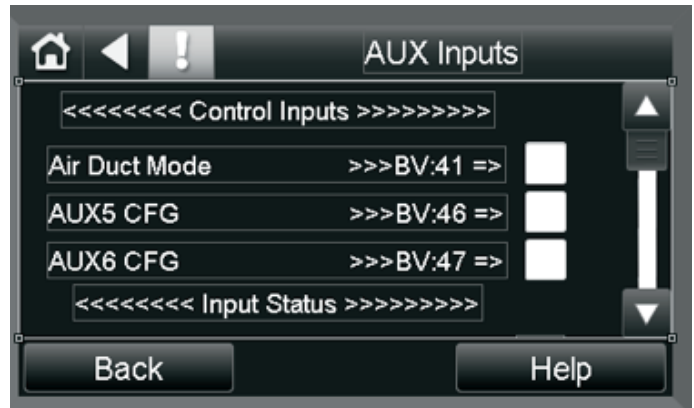 !
AUX Inputs
<<<<<<<< Control Inputs >>>>>>>>>
Air Duct Mode >>>BV:41 =>
AUX5 CFG >>>BV:46 =>
AUX6 CFG >>>BV:47 =>
<<<<<<<< Input Status >>>>>>>>>
Back Help